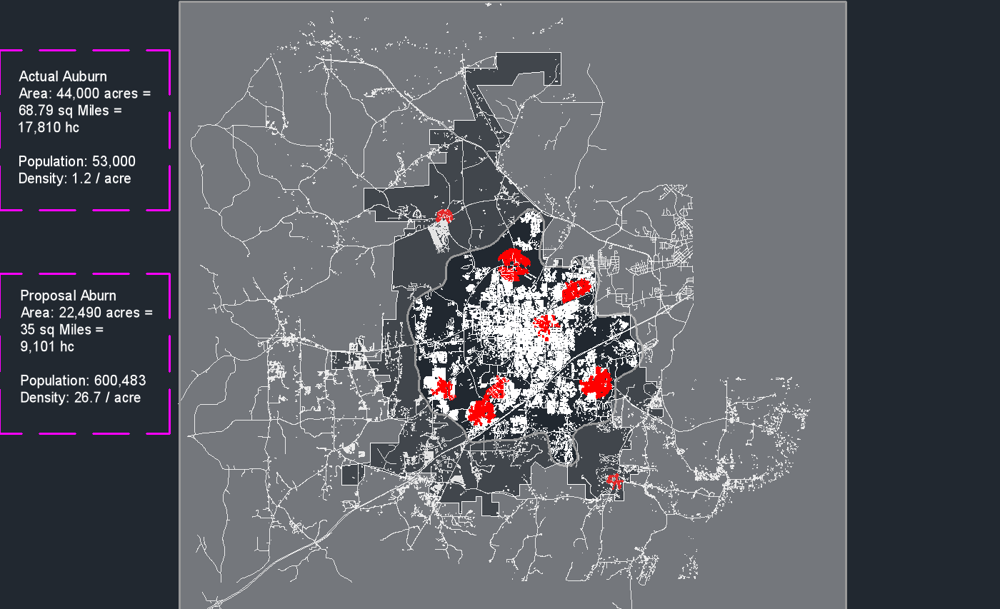 Actual Auburn
Area: 44,000 acres =
68.79 sq Miles =
17,810 hc
Population: 53,000
Density: 1.2 / acre
Proposal Aburn
Area: 22,490 acres =
35 sq Miles =
9,101 hc
Population: 600,483
Density: 26.7 / acre